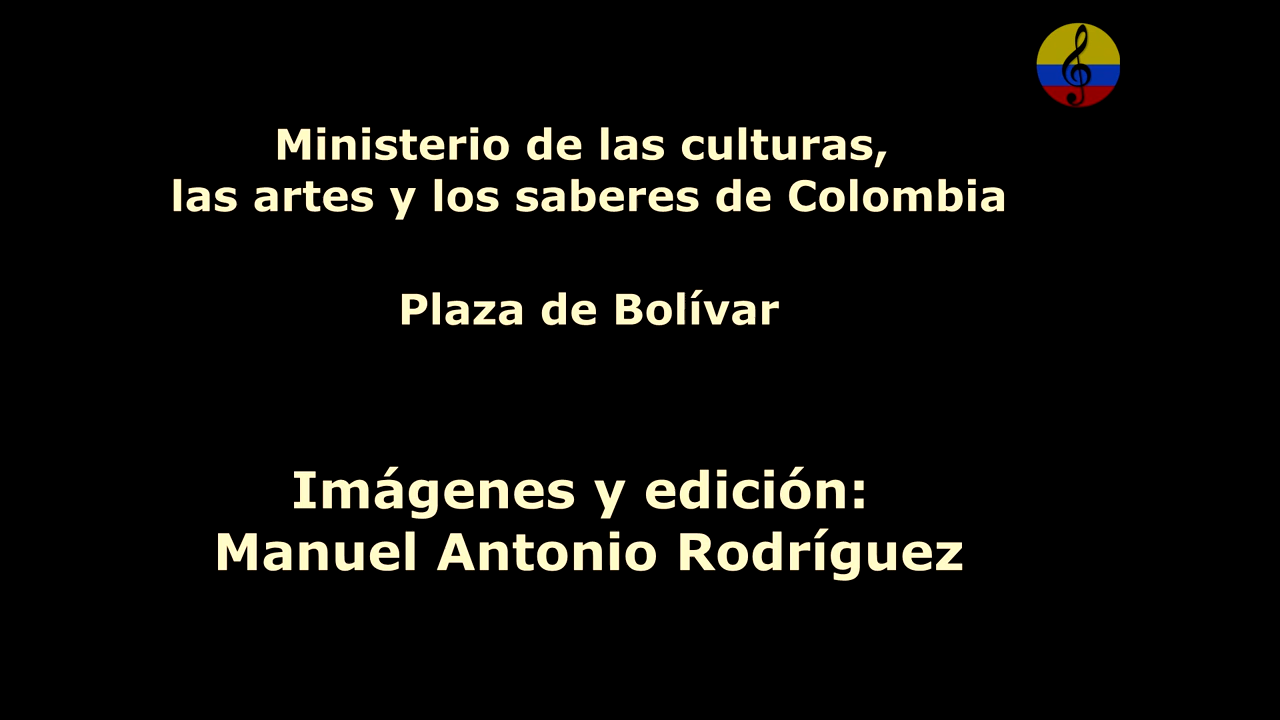 Ministerio de las culturas,
las artes y los saberes de Colombia
Plaza de Bolívar
Imágenes y edición:
Manuel Antonio Rodríguez